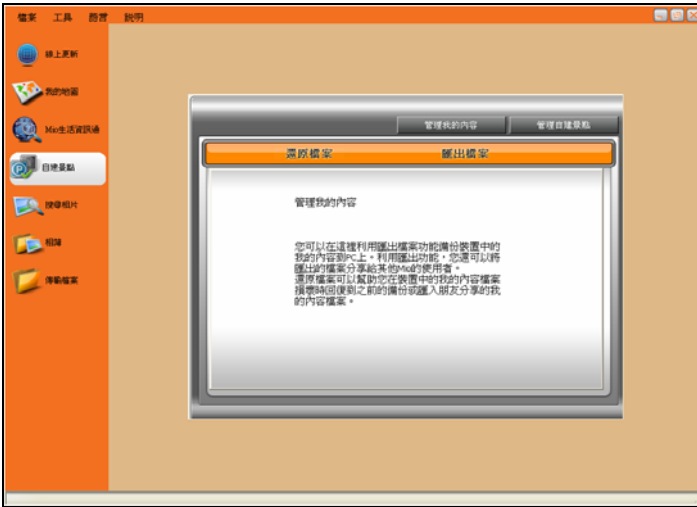 檔案 工具 語言 說明
線上更新
我的地圖
Mio生活資訊通
自建景點
搜尋相片
相簿
傳輸檔案
管理我的內容 管理自建景點
還原檔案 匯出檔案
管理我的內容
您可以在這裡利用匯出檔案功能備份裝置中的
我的內容到PC上。利用匯出功能，您還可以將
匯出的檔案分享給其他Mio的使用者。
還原檔案可以幫助您在裝置中的我的內容檔案
損壞時回復到之前的備份或匯入朋友分享的我
的內容檔案。